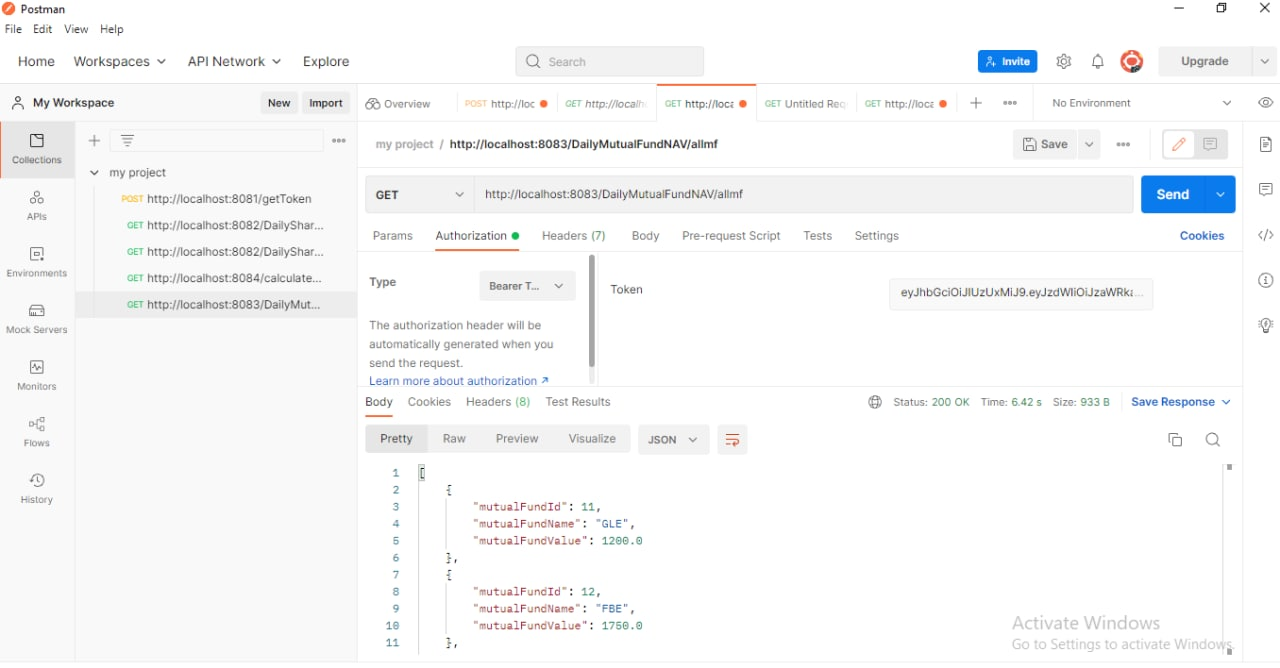 Postman
File Edit View Help
Home Workspaces API Network Explore Search Invite Upgrade
My Workspace New Import Overview POST http://loc GET http://localh GET http://loca GET Untitled Req GET http://loca No Environment
my project / http://localhost:8083/DailyMutualFundNAV/allmf Save
Collections
my project
GET http://localhost:8083/DailyMutualFundNAV/allmf Send
POST http://localhost:8081/getToken
APIs
GET http://localhost:8082/DailyShar...
Params Authorization Headers (7) Body Pre-request Script Tests Settings Cookies
GET http://localhost:8082/DailyShar...
Environments
GET http://localhost:8084/calculate...
Type Bearer T... Token eyJhbGciOiJIUzUxMiJ9.eyJzdWIiOiJzaWRka...
GET http://localhost:8083/DailyMut...
Mock Servers
The authorization header will be
automatically generated when you
send the request.
Learn more about authorization
Monitors
Flows
History
Body Cookies Headers (8) Test Results Status: 200 OK Time: 6.42 s Size: 933 B Save Response
Pretty Raw Preview Visualize JSON
1 [
2 {
3 "mutualFundId": 11,
4 "mutualFundName": "GLE",
5 "mutualFundValue": 1200.0
6 },
7 {
8 "mutualFundId": 12,
9 "mutualFundName": "FBE",
10 "mutualFundValue": 1750.0
11 },
Activate Windows
Go to Settings to activate Windows.